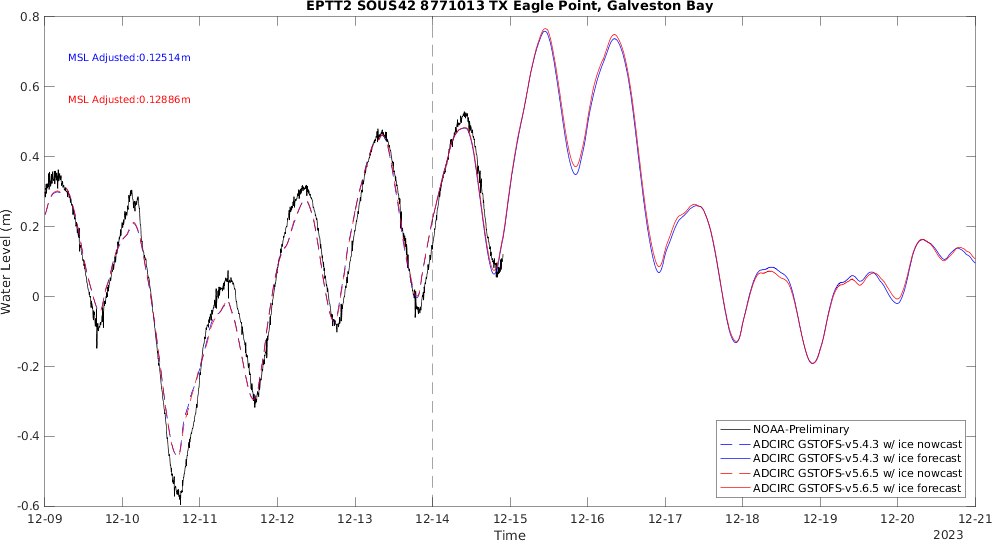 EPTT2 SOUS42 8771013 TX Eagle Point, Galveston Bay
MSL Adjusted:0.12514m
MSL Adjusted:0.12886m
Water Level (m)
0.8
0.6
0.4
0.2
0
-0.2
-0.4
-0.6
NOAA-Preliminary
ADCIRC GSTOFS-v5.4.3 w/ ice nowcast
ADCIRC GSTOFS-v5.4.3 w/ ice forecast
ADCIRC GSTOFS-v5.6.5 w/ ice nowcast
ADCIRC GSTOFS-v5.6.5 w/ ice forecast
12-09 12-10 12-11 12-12 12-13 12-14 12-15 12-16 12-17 12-18 12-19 12-20 12-21
Time
2023